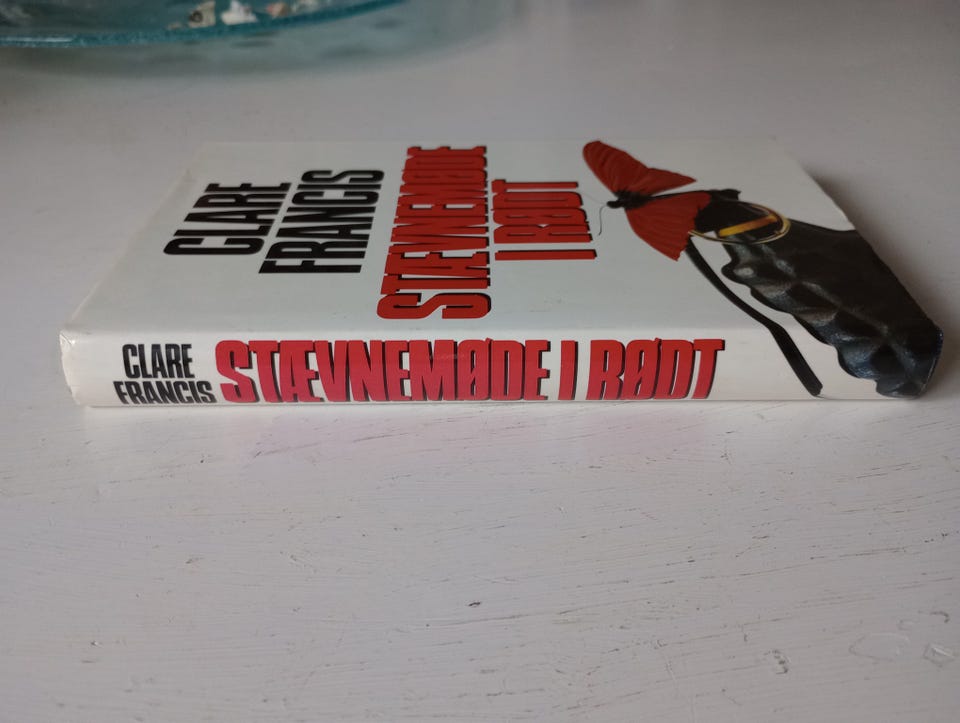 CLARE
FRANCIS
STÆVNEMØDE
I RØDT
CLARE
FRANCIS
STÆVNEMØDE I RØDT